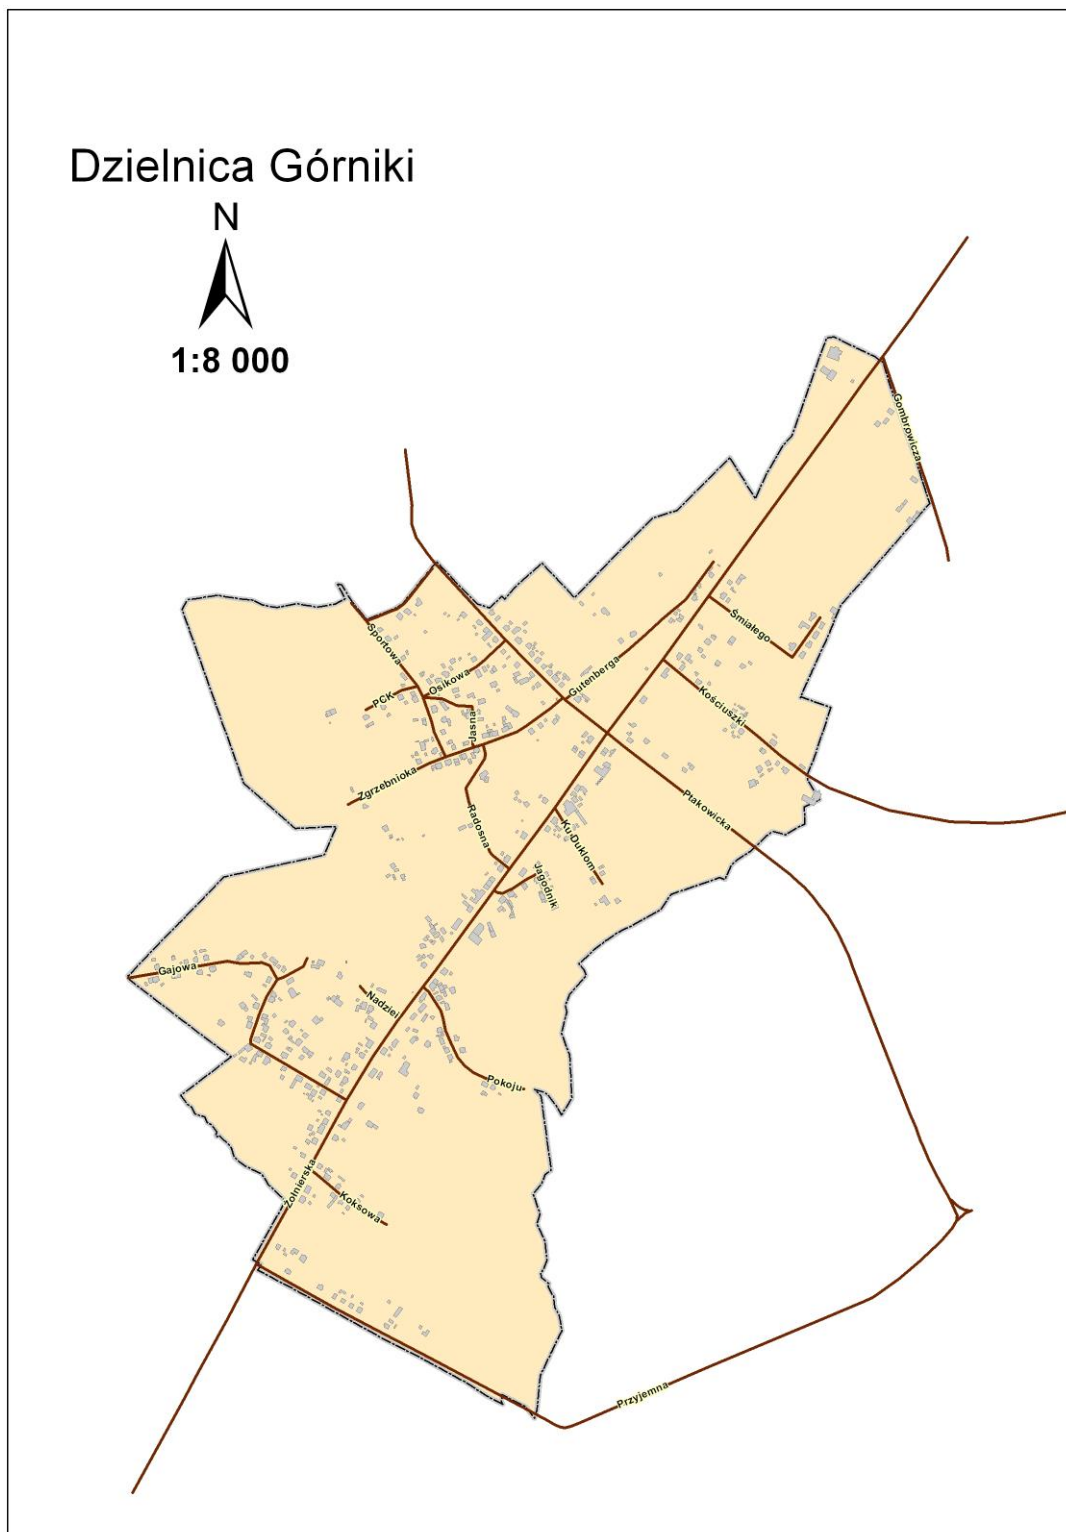 Dzielnica Górniki
N
1:8 000
Gombrowicza
Śmiałego
Sportowa
Gutenberga
Osikowa
PCK
Kościuszki
Jasna
Zgrzebnioka
Ptakowicka
Radosna
Ku Dukłom
Jagodnik
Gajowa
Nadziei
Pokoju
Żołnierska
Koksowa
Przyjemna